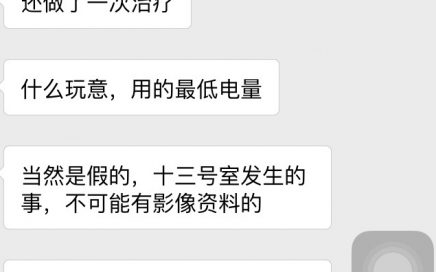 还做了一次治疗
什么玩意，用的最低电量
当然是假的，十三号室发生的
事，不可能有影像资料的